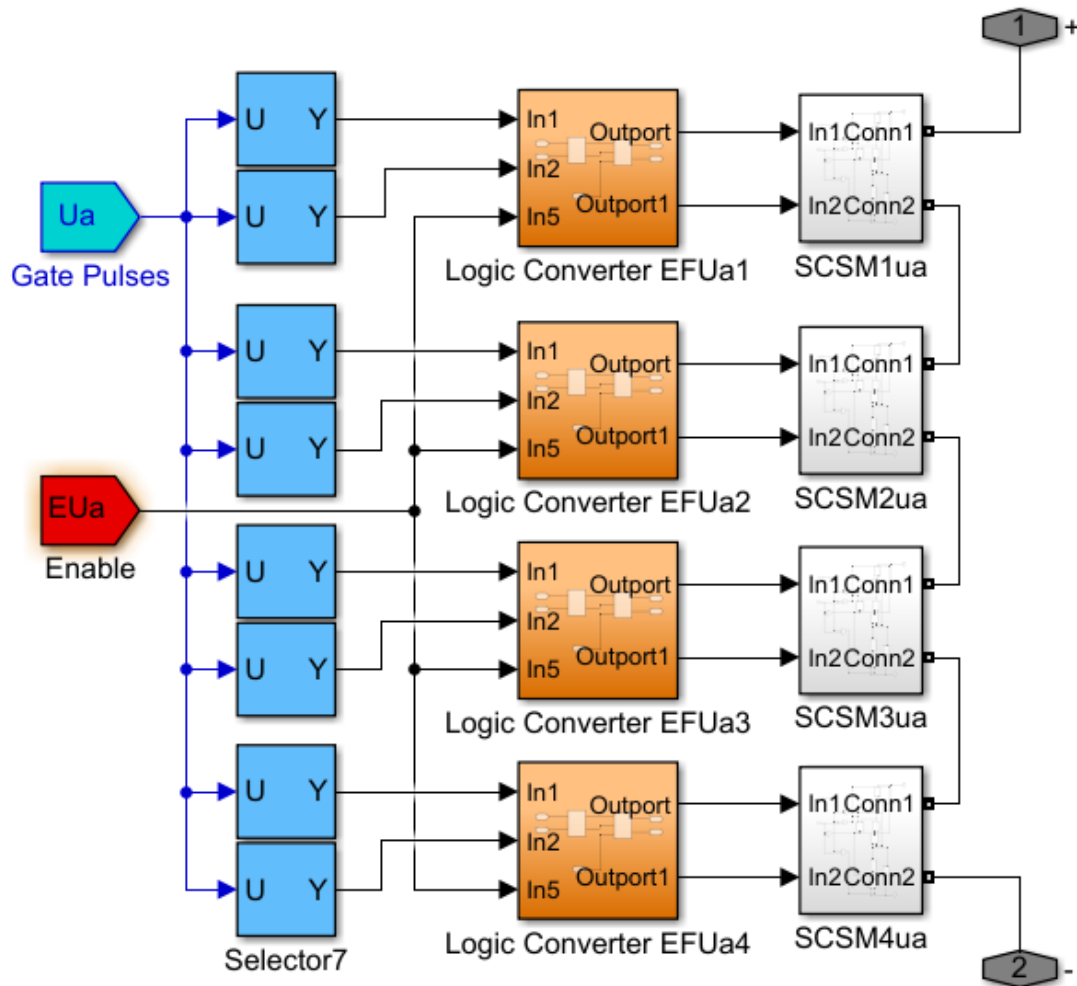 1 +
U Y
In1 Outport
In2
In5 Outport1
In1 Conn1
In2 Conn2
U Y
Ua
Gate Pulses
Logic Converter EFUa1
SCSM1ua
U Y
In1 Outport
In2
In5 Outport1
In1 Conn1
In2 Conn2
U Y
Logic Converter EFUa2
SCSM2ua
EUa
Enable
U Y
In1 Outport
In2
In5 Outport1
In1 Conn1
In2 Conn2
U Y
Logic Converter EFUa3
SCSM3ua
U Y
In1 Outport
In2
In5 Outport1
In1 Conn1
In2 Conn2
U Y
Selector7
Logic Converter EFUa4
SCSM4ua
2 -